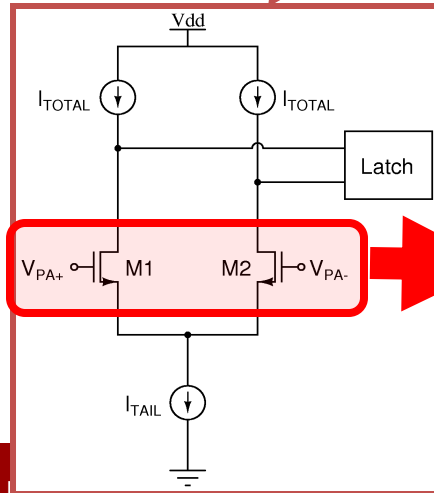 Vdd
I_TOTAL
I_TOTAL
Latch
V_PA+
M1
M2
V_PA-
I_TAIL